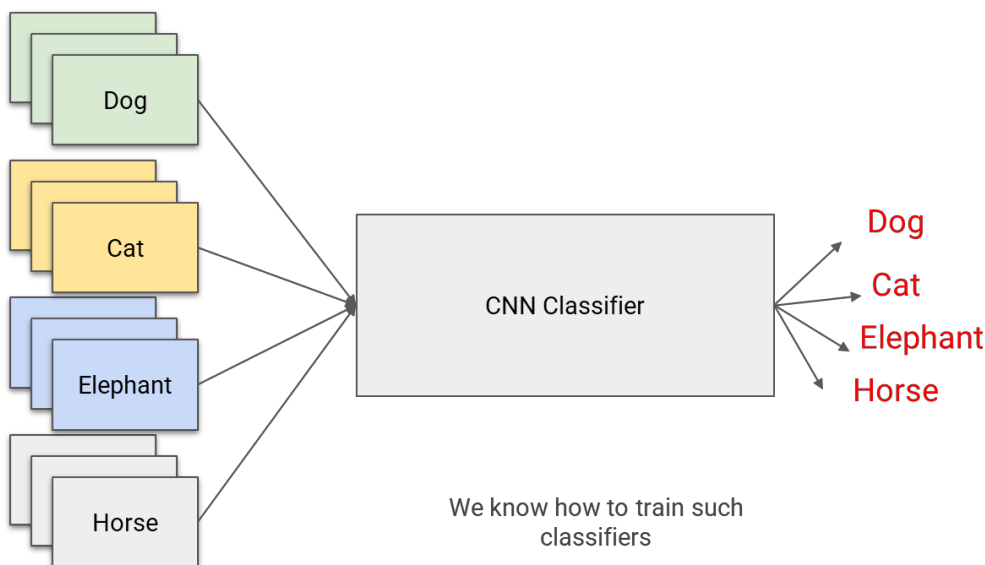 Dog
Cat
Elephant
Horse
CNN Classifier
Dog
Cat
Elephant
Horse
We know how to train such
classifiers